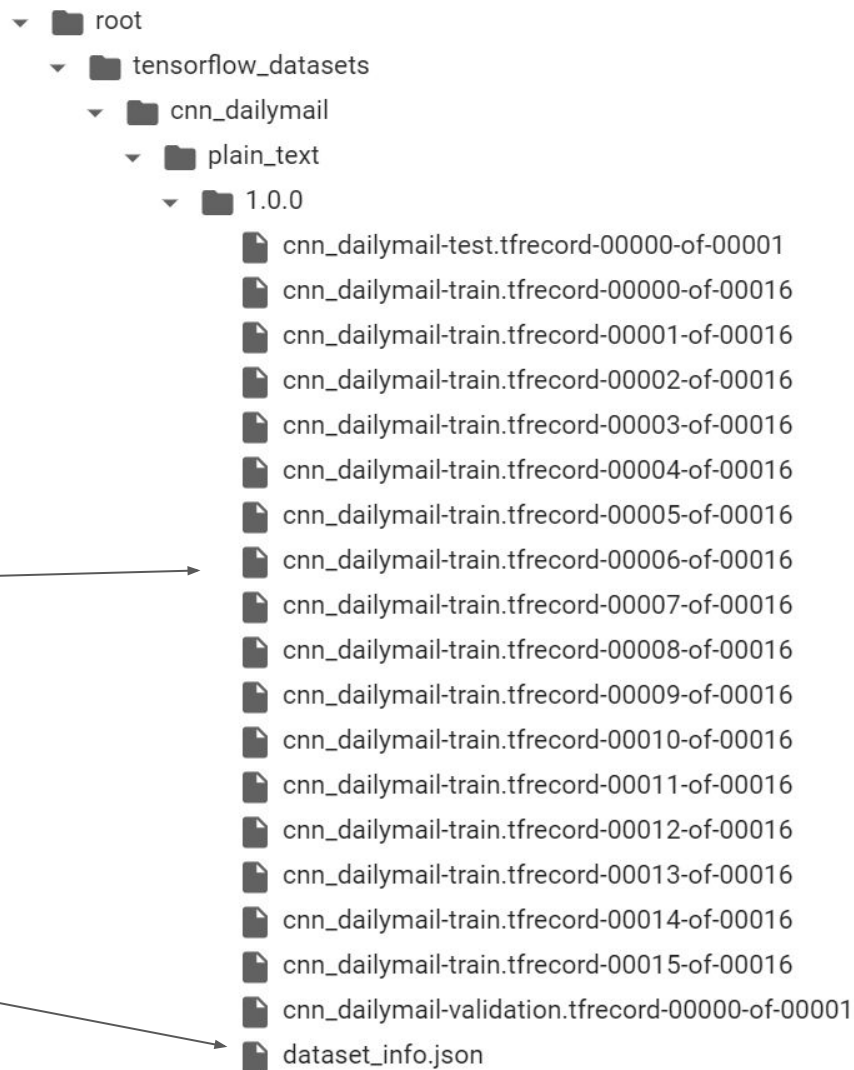 root
tensorflow_datasets
cnn_dailymail
plain_text
1.0.0
cnn_dailymail-test.tfrecord-00000-of-00001
cnn_dailymail-train.tfrecord-00000-of-00016
cnn_dailymail-train.tfrecord-00001-of-00016
cnn_dailymail-train.tfrecord-00002-of-00016
cnn_dailymail-train.tfrecord-00003-of-00016
cnn_dailymail-train.tfrecord-00004-of-00016
cnn_dailymail-train.tfrecord-00005-of-00016
cnn_dailymail-train.tfrecord-00006-of-00016
cnn_dailymail-train.tfrecord-00007-of-00016
cnn_dailymail-train.tfrecord-00008-of-00016
cnn_dailymail-train.tfrecord-00009-of-00016
cnn_dailymail-train.tfrecord-00010-of-00016
cnn_dailymail-train.tfrecord-00011-of-00016
cnn_dailymail-train.tfrecord-00012-of-00016
cnn_dailymail-train.tfrecord-00013-of-00016
cnn_dailymail-train.tfrecord-00014-of-00016
cnn_dailymail-train.tfrecord-00015-of-00016
cnn_dailymail-validation.tfrecord-00000-of-00001
dataset_info.json